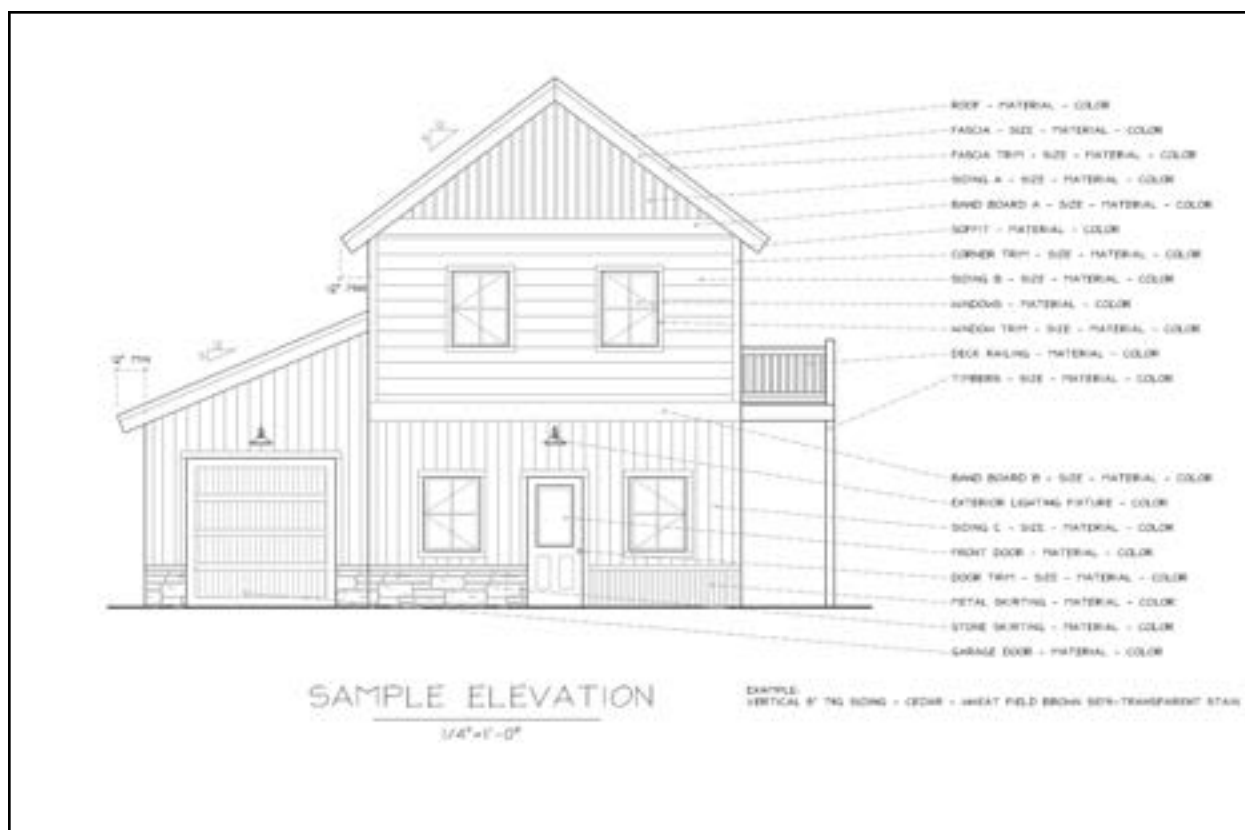 ROOF - MATERIAL - COLOR
FASCIA - SIZE - MATERIAL - COLOR
FASCIA TRIM - SIZE - MATERIAL - COLOR
SIDING A - SIZE - MATERIAL - COLOR
BAND BOARD A - SIZE - MATERIAL - COLOR
SOFFIT - MATERIAL - COLOR
CORNER TRIM - SIZE - MATERIAL - COLOR
SIDING B - SIZE - MATERIAL - COLOR
12" MIN
WINDOWS - MATERIAL - COLOR
WINDOW TRIM - SIZE - MATERIAL - COLOR
12" MIN
DECK RAILING - MATERIAL - COLOR
TIMBERS - SIZE - MATERIAL - COLOR
BAND BOARD B - SIZE - MATERIAL - COLOR
EXTERIOR LIGHTING FIXTURE - COLOR
SIDING C - SIZE - MATERIAL - COLOR
FRONT DOOR - MATERIAL - COLOR
DOOR TRIM - SIZE - MATERIAL - COLOR
METAL SKIRTING - MATERIAL - COLOR
STONE SKIRTING - MATERIAL - COLOR
GARAGE DOOR - MATERIAL - COLOR
SAMPLE ELEVATION
1/4"=1'-0"
EXAMPLE:
VERTICAL 8" T&G SIDING - CEDAR - WHEAT FIELD BROWN SEMI-TRANSPARENT STAIN